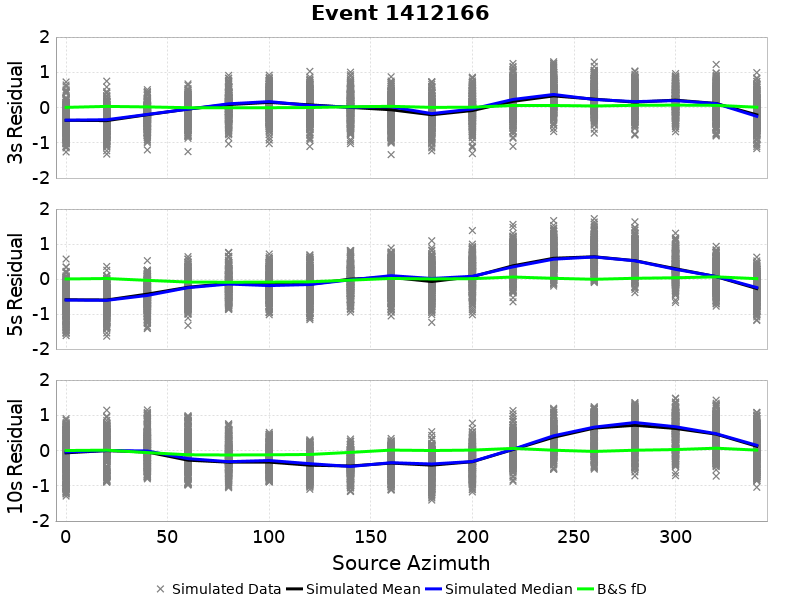 Event 1412166
3s Residual
2
1
0
-1
-2
5s Residual
2
1
0
-1
-2
10s Residual
2
1
0
-1
-2
0 50 100 150 200 250 300
Source Azimuth
Simulated Data Simulated Mean Simulated Median B&S fD